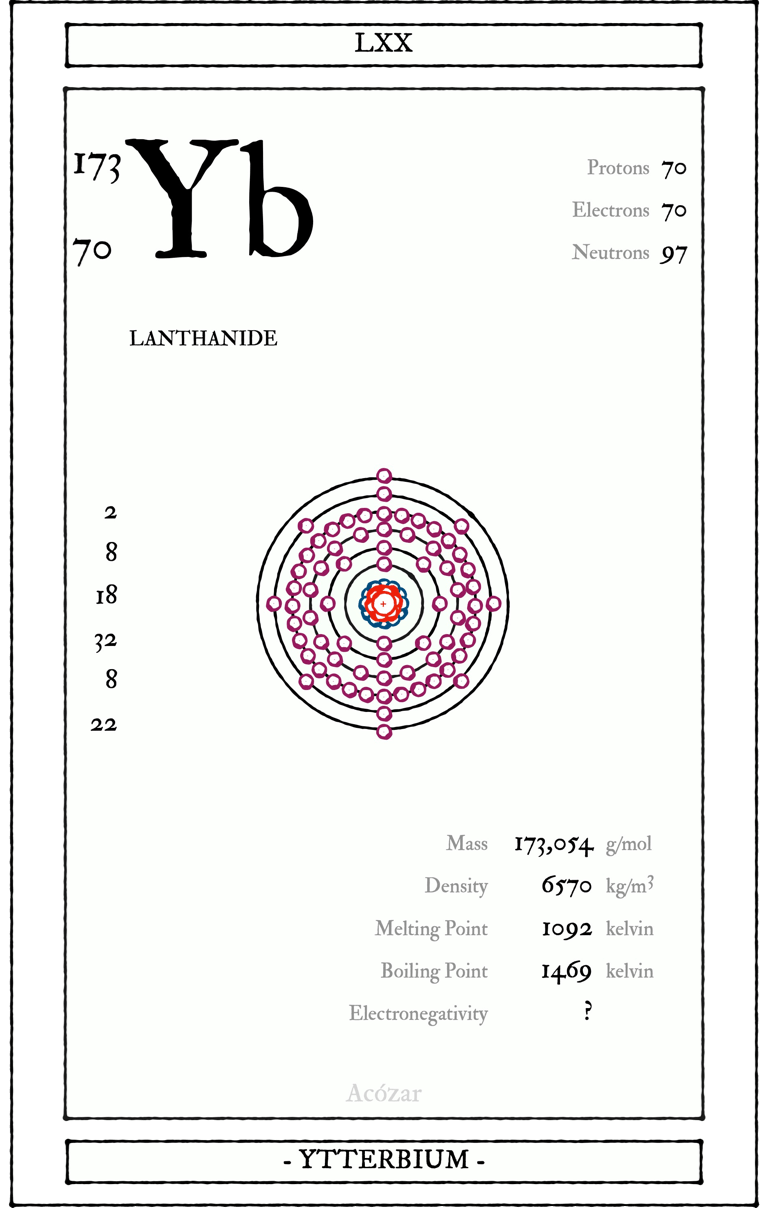 LXX
173
Yb
70
Protons 70
Electrons 70
Neutrons 97
LANTHANIDE
2
8
18
32
8
22
+
Mass 173,054 g/mol
Density 6570 kg/m³
Melting Point 1092 kelvin
Boiling Point 1469 kelvin
Electronegativity ?
Acózar
- YTTERBIUM -